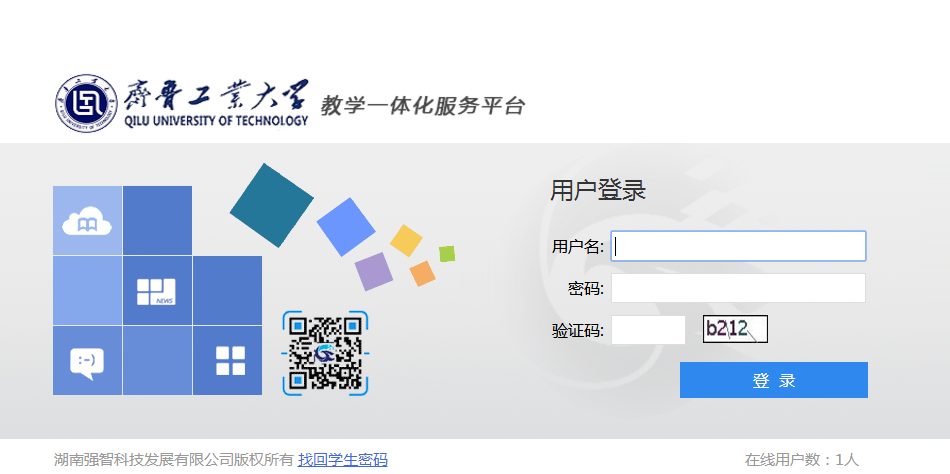 齊鲁工業大学
QILU UNIVERSITY OF TECHNOLOGY
教学一体化服务平台
用户登录
用户名:
密码:
NEWS
验证码:
b212
:-)
登 录
湖南强智科技发展有限公司版权所有 找回学生密码
在线用户数：1人